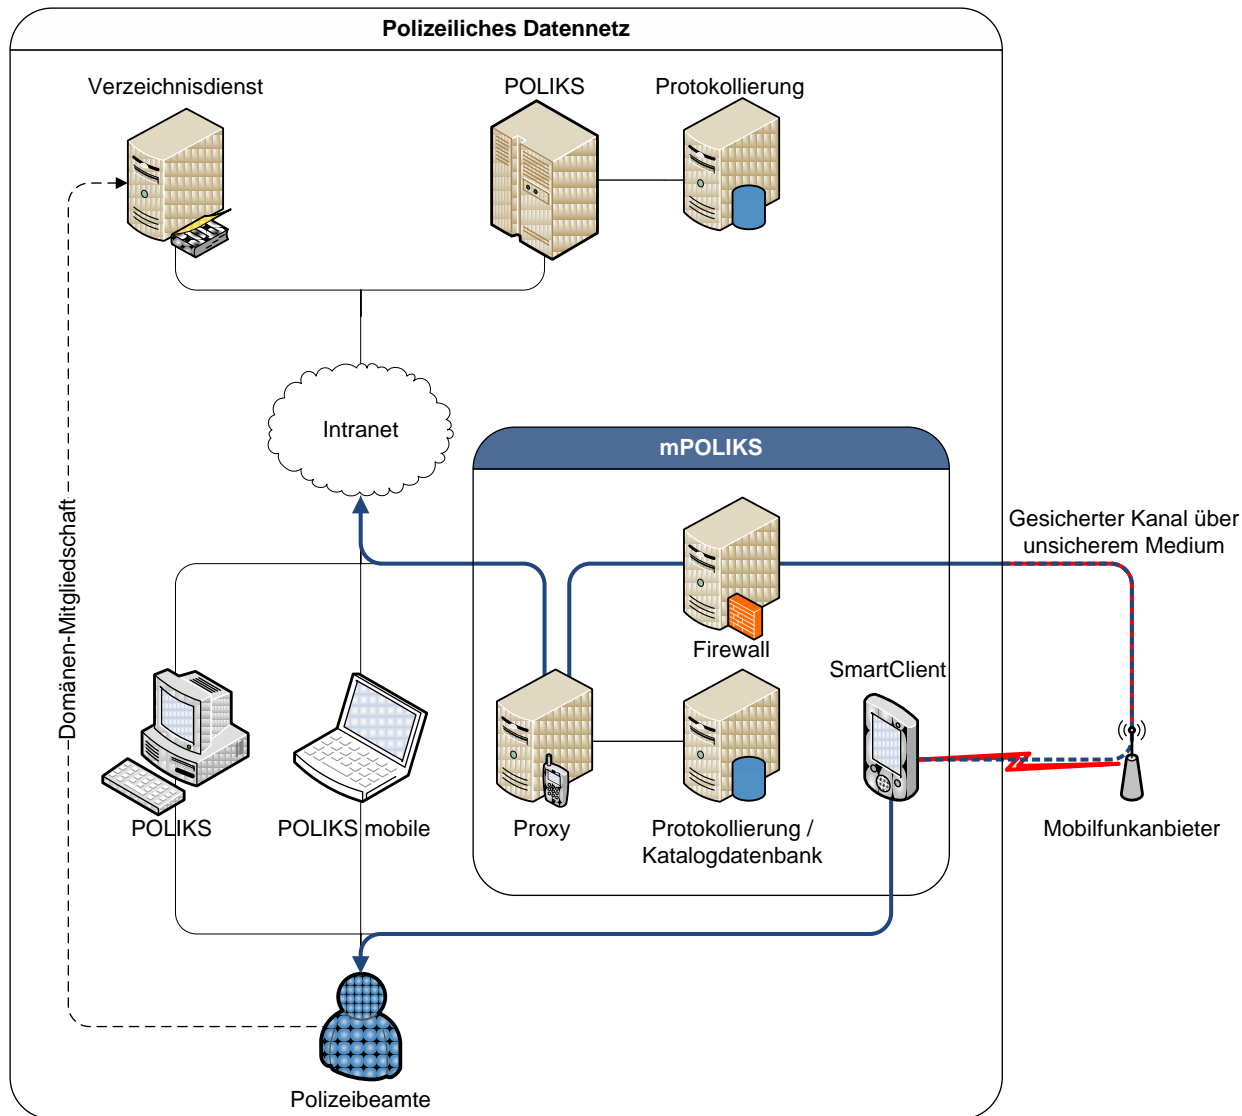 Polizeiliches Datennetz
Verzeichnisdienst
POLIKS
Protokollierung
Intranet
mPOLIKS
Gesicherter Kanal über
unsicherem Medium
Domänen-Mitgliedschaft
Firewall
SmartClient
POLIKS
POLIKS mobile
Proxy
Protokollierung /
Katalogdatenbank
Mobilfunkanbieter
Polizeibeamte